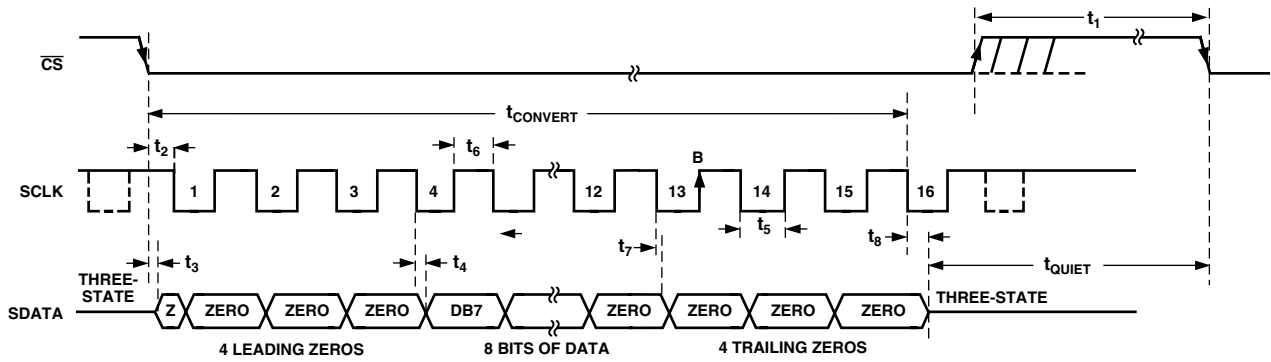 t1
CS
tCONVERT
t2
t6
B
SCLK
1
2
3
4
12
13
14
15
16
t5
t7
t8
t3
t4
tQUIET
THREE-
STATE
THREE-STATE
SDATA
Z
ZERO
ZERO
ZERO
DB7
ZERO
ZERO
ZERO
ZERO
4 LEADING ZEROS
8 BITS OF DATA
4 TRAILING ZEROS